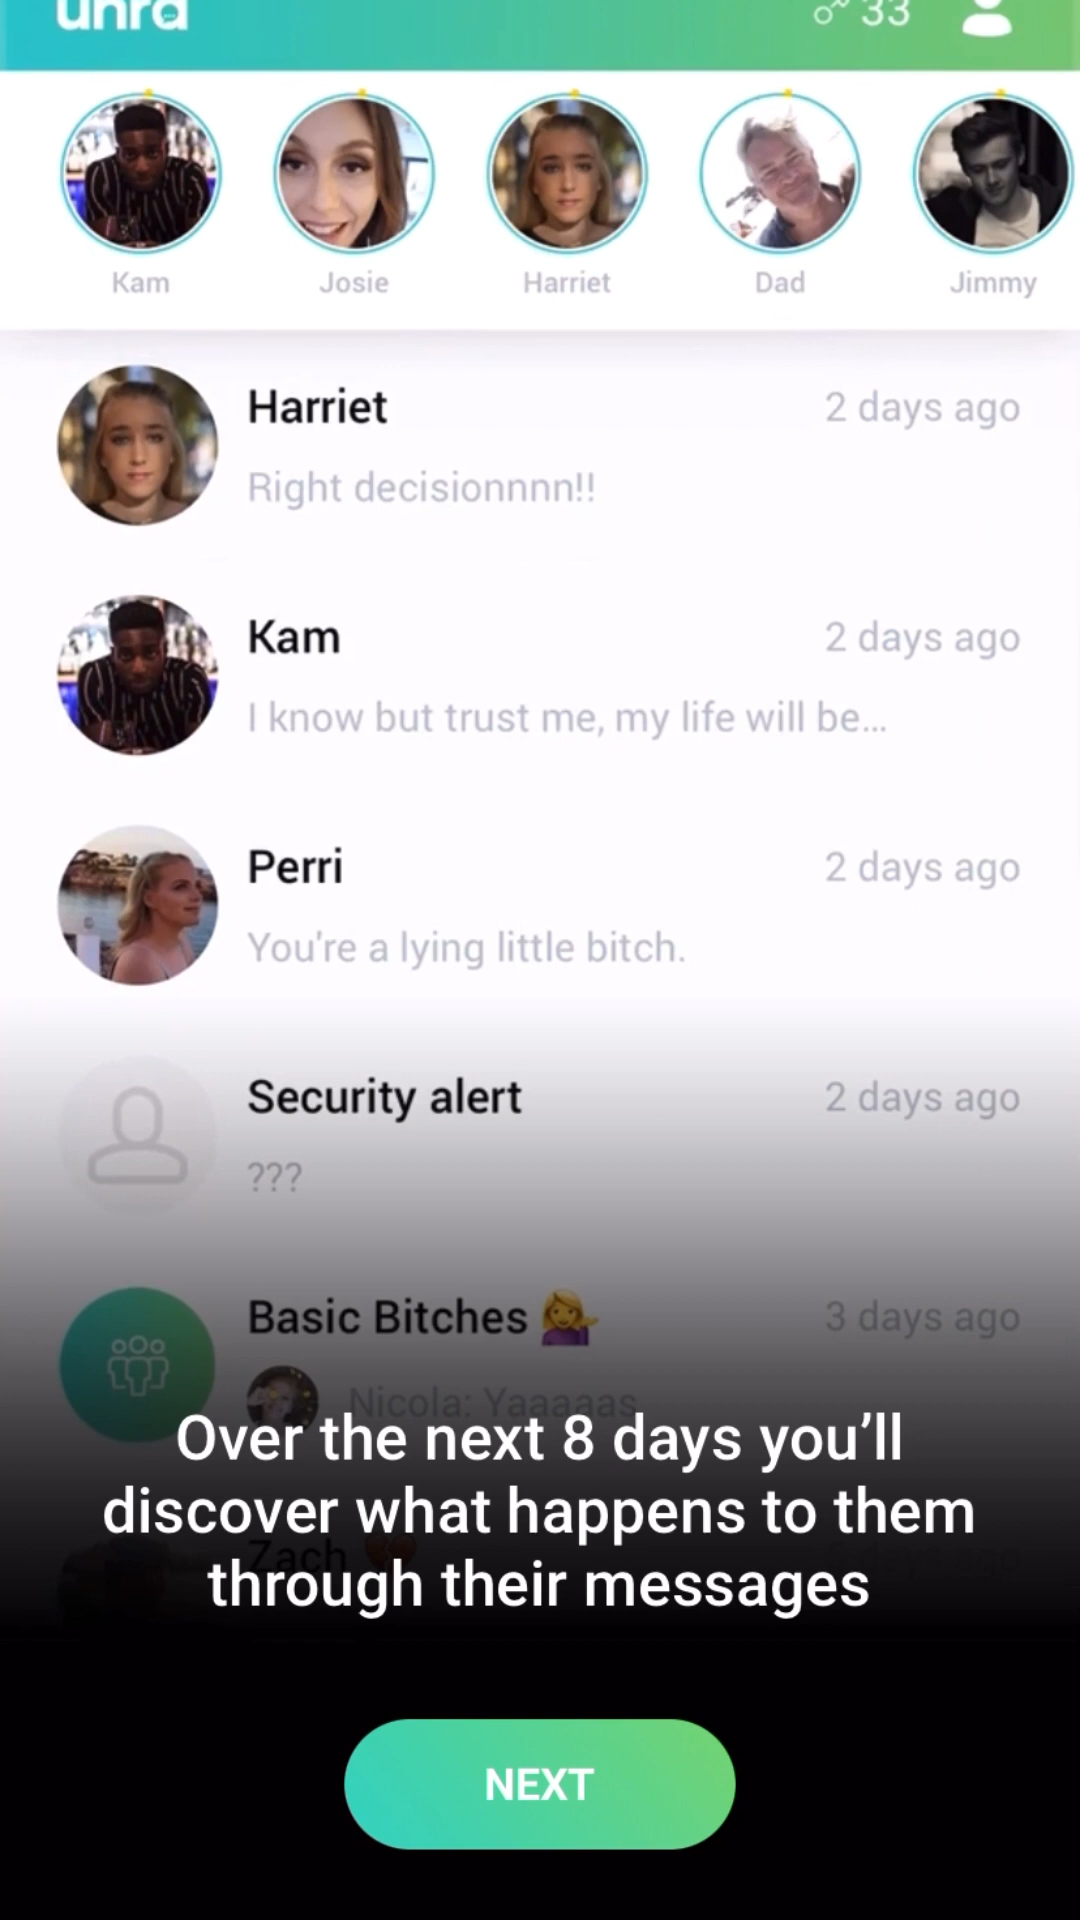 33
Kam Josie Harriet Dad Jimmy
Harriet 2 days ago
Right decisionnnn!!
Kam 2 days ago
I know but trust me, my life will be...
Perri 2 days ago
You're a lying little bitch.
Security alert 2 days ago
???
Basic Bitches 💁‍♀️ 3 days ago
Nicola: Yaaaaas
Over the next 8 days you’ll
discover what happens to them
Zach 💔 days ago
through their messages
NEXT